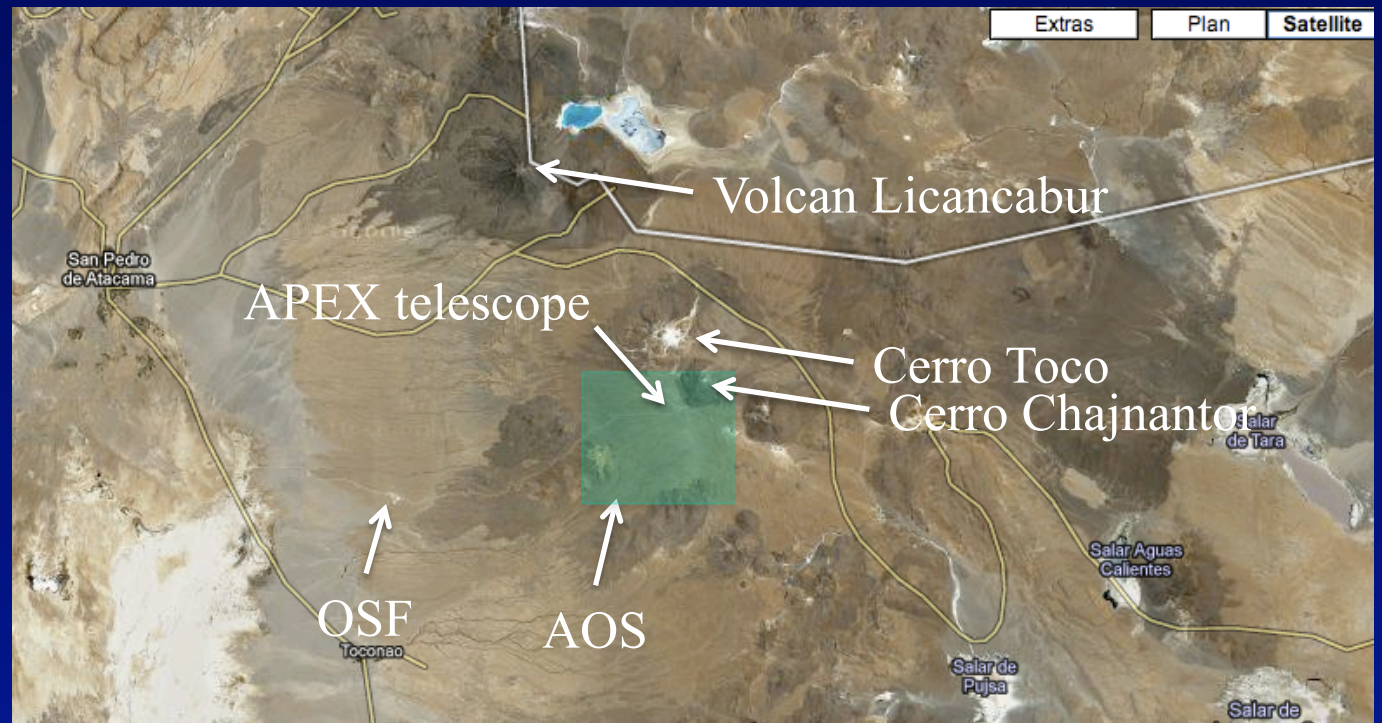 Extras
Plan
Satellite
Volcan Licancabur
Google
San Pedro
de Atacama
APEX telescope
Cerro Toco
Cerro Chajnantor
Salar
de Tara
Salar Aguas
Calientes
OSF
AOS
Toconao
Salar de
Pujsa
Salar de